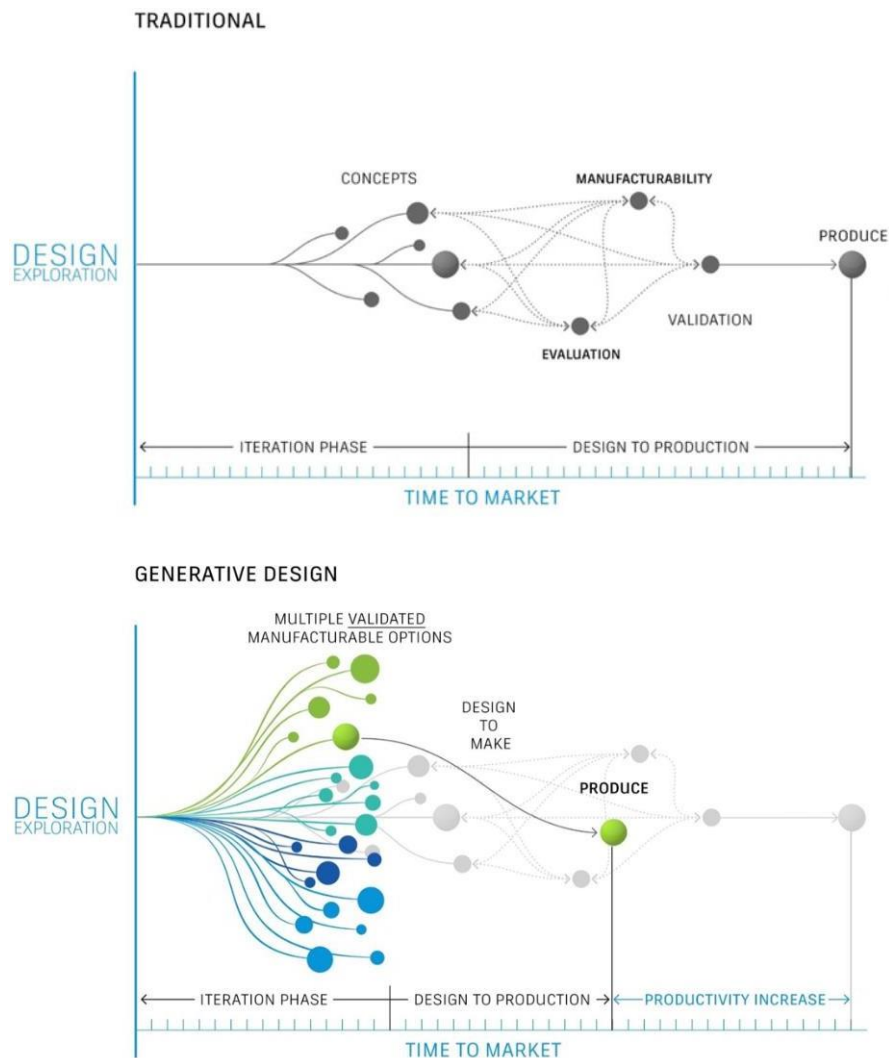 TRADITIONAL
CONCEPTS
MANUFACTURABILITY
PRODUCE
DESIGN
EXPLORATION
VALIDATION
EVALUATION
ITERATION PHASE
DESIGN TO PRODUCTION
TIME TO MARKET
GENERATIVE DESIGN
MULTIPLE VALIDATED
MANUFACTURABLE OPTIONS
DESIGN
TO
MAKE
PRODUCE
DESIGN
EXPLORATION
ITERATION PHASE
DESIGN TO PRODUCTION
PRODUCTIVITY INCREASE
TIME TO MARKET